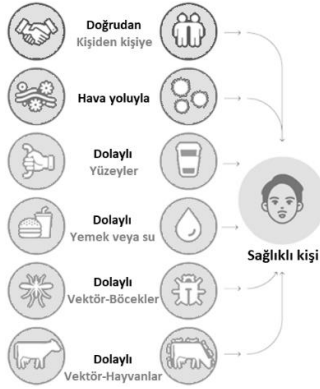 Doğrudan
Kişiden kişiye
Hava yoluyla
Dolaylı
Yüzeyler
Dolaylı
Yemek veya su
Sağlıklı kişi
Dolaylı
Vektör-Böcekler
Dolaylı
Vektör-Hayvanlar